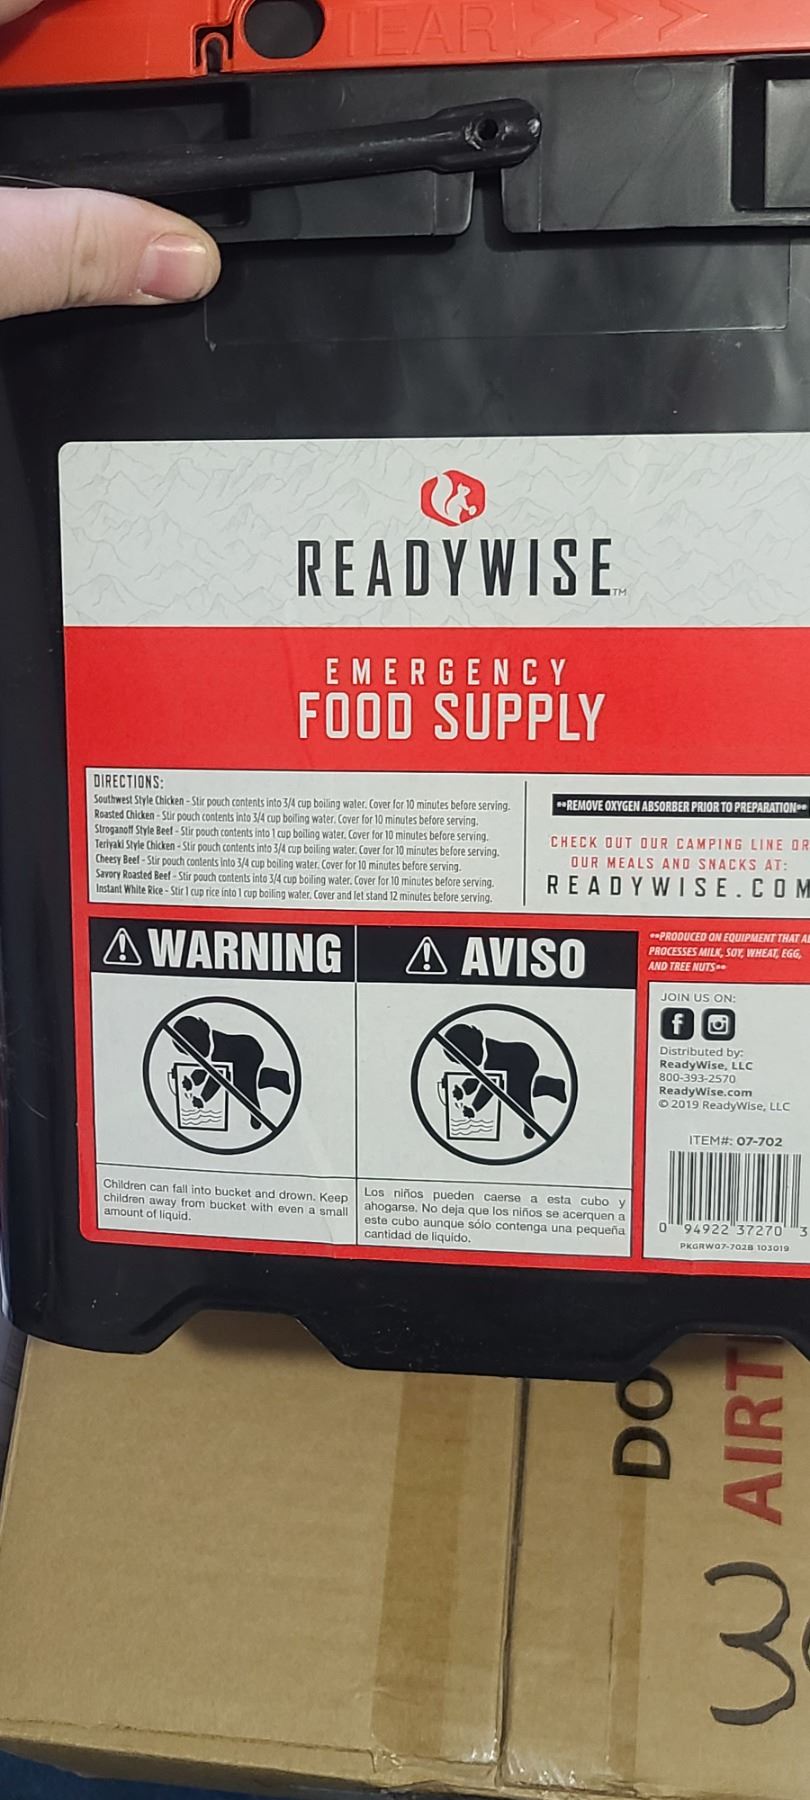 TEAR >>>
READYWISE™
EMERGENCY
FOOD SUPPLY
DIRECTIONS:
Southwest Style Chicken - Stir pouch contents into 3/4 cup boiling water. Cover for 10 minutes before serving.
Roasted Chicken - Stir pouch contents into 3/4 cup boiling water. Cover for 10 minutes before serving.
Stroganoff Style Beef - Stir pouch contents into 1 cup boiling water. Cover for 10 minutes before serving.
Teriyaki Style Chicken - Stir pouch contents into 3/4 cup boiling water. Cover for 10 minutes before serving.
Cheesy Beef - Stir pouch contents into 3/4 cup boiling water. Cover for 10 minutes before serving.
Savory Roasted Beef - Stir pouch contents into 3/4 cup boiling water. Cover for 10 minutes before serving.
Instant White Rice - Stir 1 cup rice into 1 cup boiling water. Cover and let stand 12 minutes before serving.
**REMOVE OXYGEN ABSORBER PRIOR TO PREPARATION**
CHECK OUT OUR CAMPING LINE OR
OUR MEALS AND SNACKS AT:
READYWISE.COM
WARNING
Children can fall into bucket and drown. Keep
children away from bucket with even a small
amount of liquid.
AVISO
Los niños pueden caerse a esta cubo y
ahogarse. No deja que los niños se acerquen a
este cubo aunque sólo contenga una pequeña
cantidad de liquido.
**PRODUCED ON EQUIPMENT THAT
PROCESSES MILK, SOY, WHEAT, EGG,
AND TREE NUTS**
JOIN US ON:
f
Distributed by:
ReadyWise, LLC
800-393-2570
ReadyWise.com
© 2019 ReadyWise, LLC
ITEM#: 07-702
0 94922 37270 3
PKGRW07-702B 103019
DO
AIRT
3